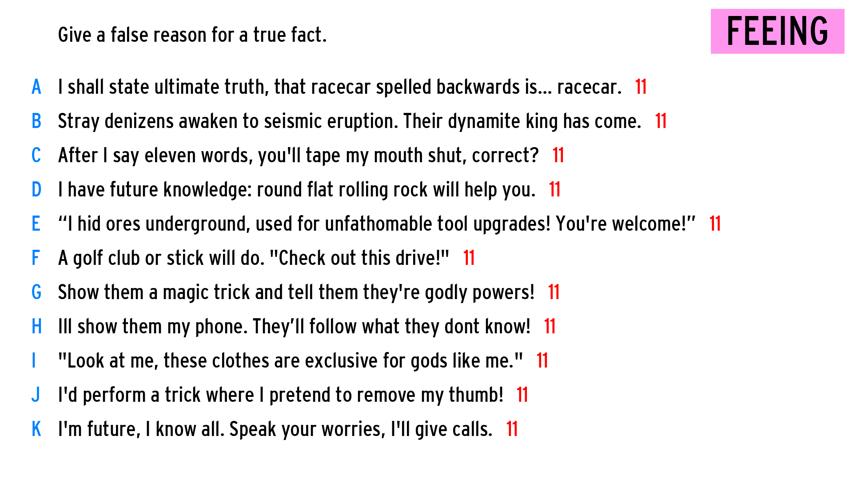 Give a false reason for a true fact.
FEEING
A I shall state ultimate truth, that racecar spelled backwards is... racecar. 11
B Stray denizens awaken to seismic eruption. Their dynamite king has come. 11
C After I say eleven words, you'll tape my mouth shut, correct? 11
D I have future knowledge: round flat rolling rock will help you. 11
E “I hid ores underground, used for unfathomable tool upgrades! You're welcome!” 11
F A golf club or stick will do. "Check out this drive!" 11
G Show them a magic trick and tell them they're godly powers! 11
H Ill show them my phone. They’ll follow what they dont know! 11
I "Look at me, these clothes are exclusive for gods like me." 11
J I'd perform a trick where I pretend to remove my thumb! 11
K I'm future, I know all. Speak your worries, I'll give calls. 11